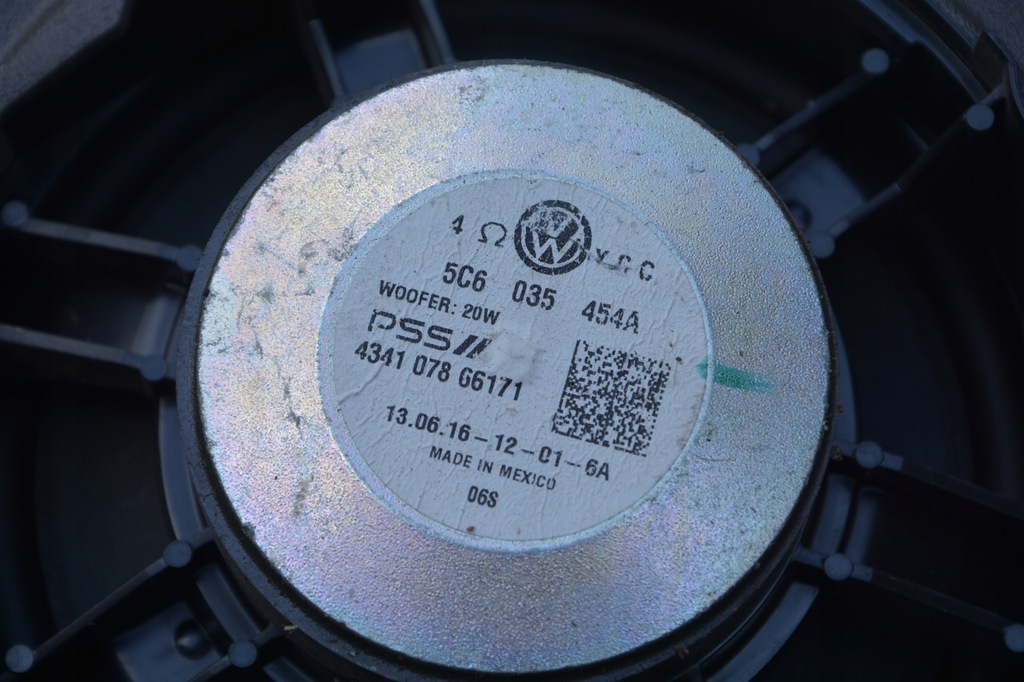 4 Ω
5C6 035 454A
WOOFER: 20W
PSS
4341 078 66171
13.06.16-12-01-6A
MADE IN MEXICO
06S